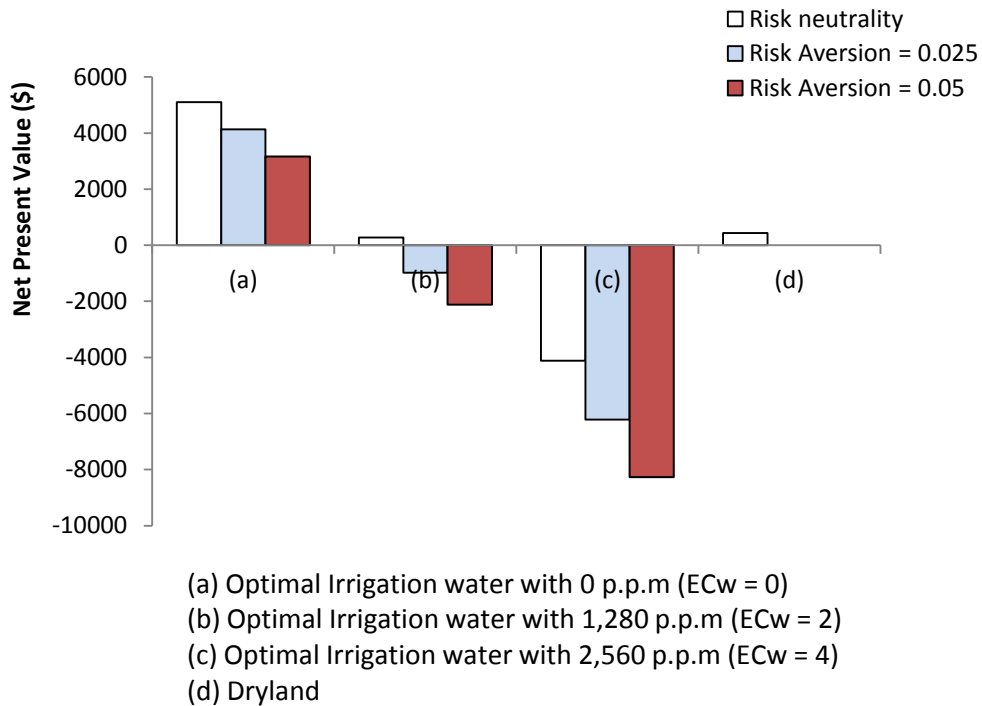 Risk neutrality
Risk Aversion = 0.025
Risk Aversion = 0.05
Net Present Value ($)
6000
4000
2000
0
-2000
-4000
-6000
-8000
-10000
(a)
(b)
(c)
(d)
(a) Optimal Irrigation water with 0 p.p.m (ECw = 0)
(b) Optimal Irrigation water with 1,280 p.p.m (ECw = 2)
(c) Optimal Irrigation water with 2,560 p.p.m (ECw = 4)
(d) Dryland